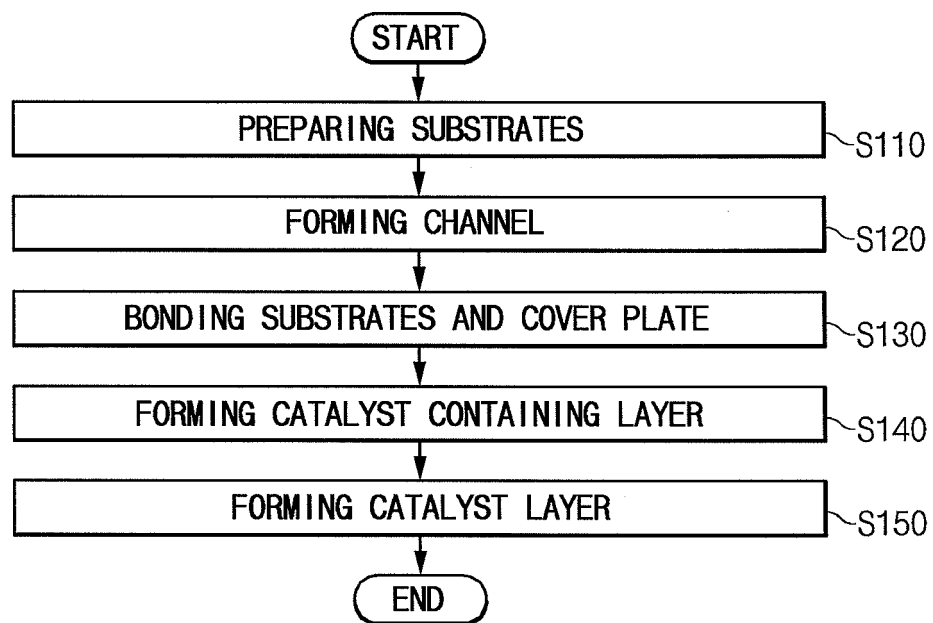 START
PREPARING SUBSTRATES
S110
FORMING CHANNEL
S120
BONDING SUBSTRATES AND COVER PLATE
S130
FORMING CATALYST CONTAINING LAYER
S140
FORMING CATALYST LAYER
S150
END